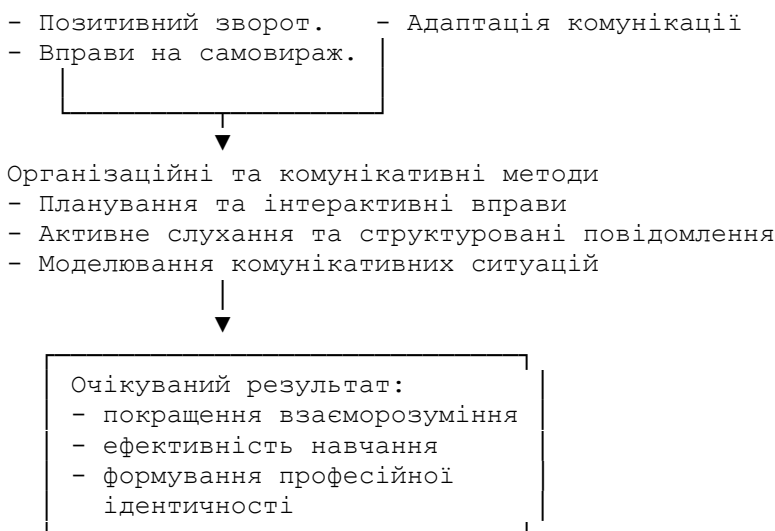 - Позитивний зворот.   - Адаптація комунікації
- Вправи на самовираж.
Організаційні та комунікативні методи
- Планування та інтерактивні вправи
- Активне слухання та структуровані повідомлення
- Моделювання комунікативних ситуацій
Очікуваний результат:
- покращення взаєморозуміння
- ефективність навчання
- формування професійної
ідентичності